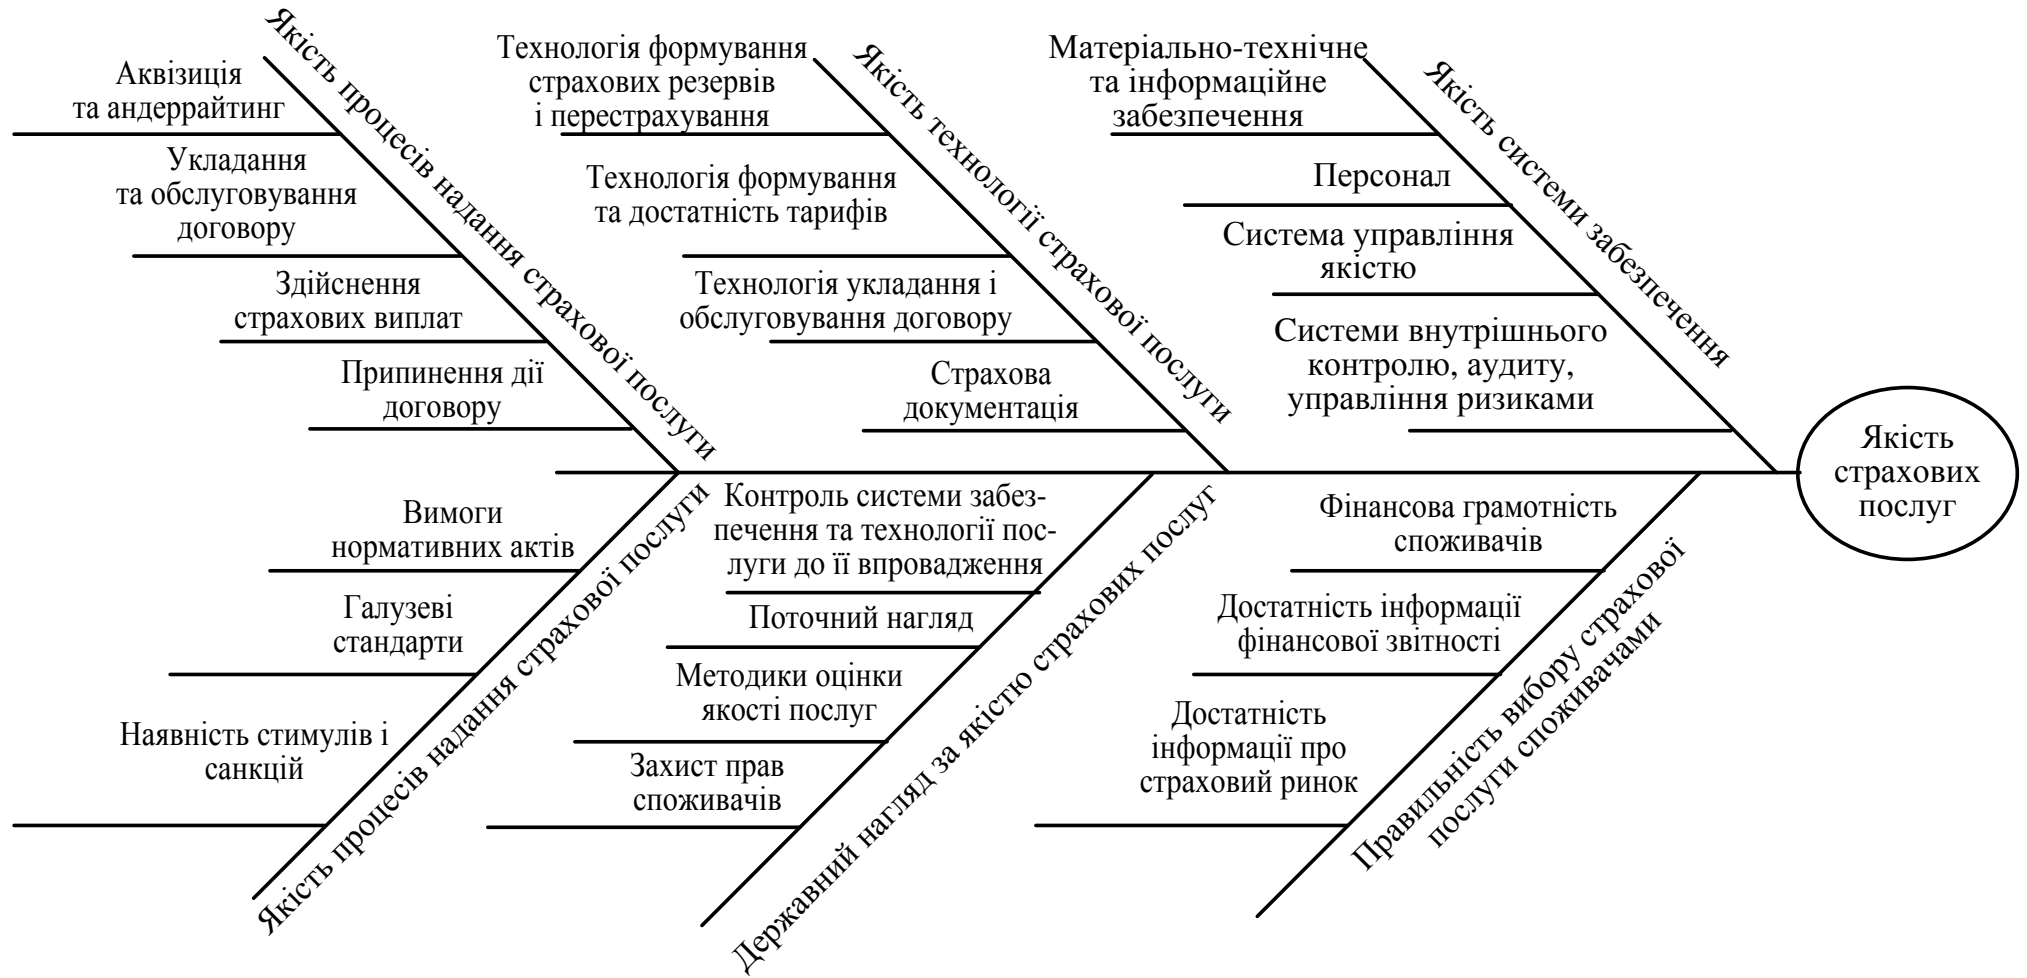 Якість процесів надання страхової послуги
Аквізиція
та андеррайтинг
Укладання
та обслуговування
договору
Здійснення
страхових виплат
Припинення дії
договору
Якість технології страхової послуги
Технологія формування
страхових резервів
і перестрахування
Технологія формування
та достатність тарифів
Технологія укладання і
обслуговування договору
Страхова
документація
Якість системи забезпечення
Матеріально-технічне
та інформаційне
забезпечення
Персонал
Система управління
якістю
Системи внутрішнього
контролю, аудиту,
управління ризиками
Якість
страхових
послуг
Якість процесів надання страхової послуги
Вимоги
нормативних актів
Галузеві
стандарти
Наявність стимулів і
санкцій
Державний нагляд за якістю страхових послуг
Контроль системи забез-
печення та технології пос-
луги до її впровадження
Поточний нагляд
Методики оцінки
якості послуг
Захист прав
споживачів
Правильність вибору страхової
послуги споживачами
Фінансова грамотність
споживачів
Достатність інформації
фінансової звітності
Достатність
інформації про
страховий ринок